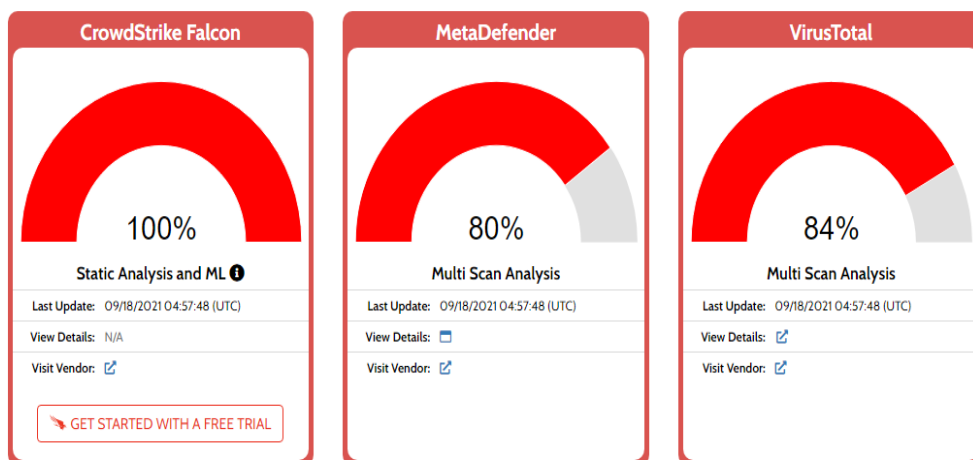 CrowdStrike Falcon
100%
Static Analysis and ML
Last Update: 09/18/2021 04:57:48 (UTC)
View Details: N/A
Visit Vendor:
GET STARTED WITH A FREE TRIAL
MetaDefender
80%
Multi Scan Analysis
Last Update: 09/18/2021 04:57:48 (UTC)
View Details:
Visit Vendor:
VirusTotal
84%
Multi Scan Analysis
Last Update: 09/18/2021 04:57:48 (UTC)
View Details:
Visit Vendor: